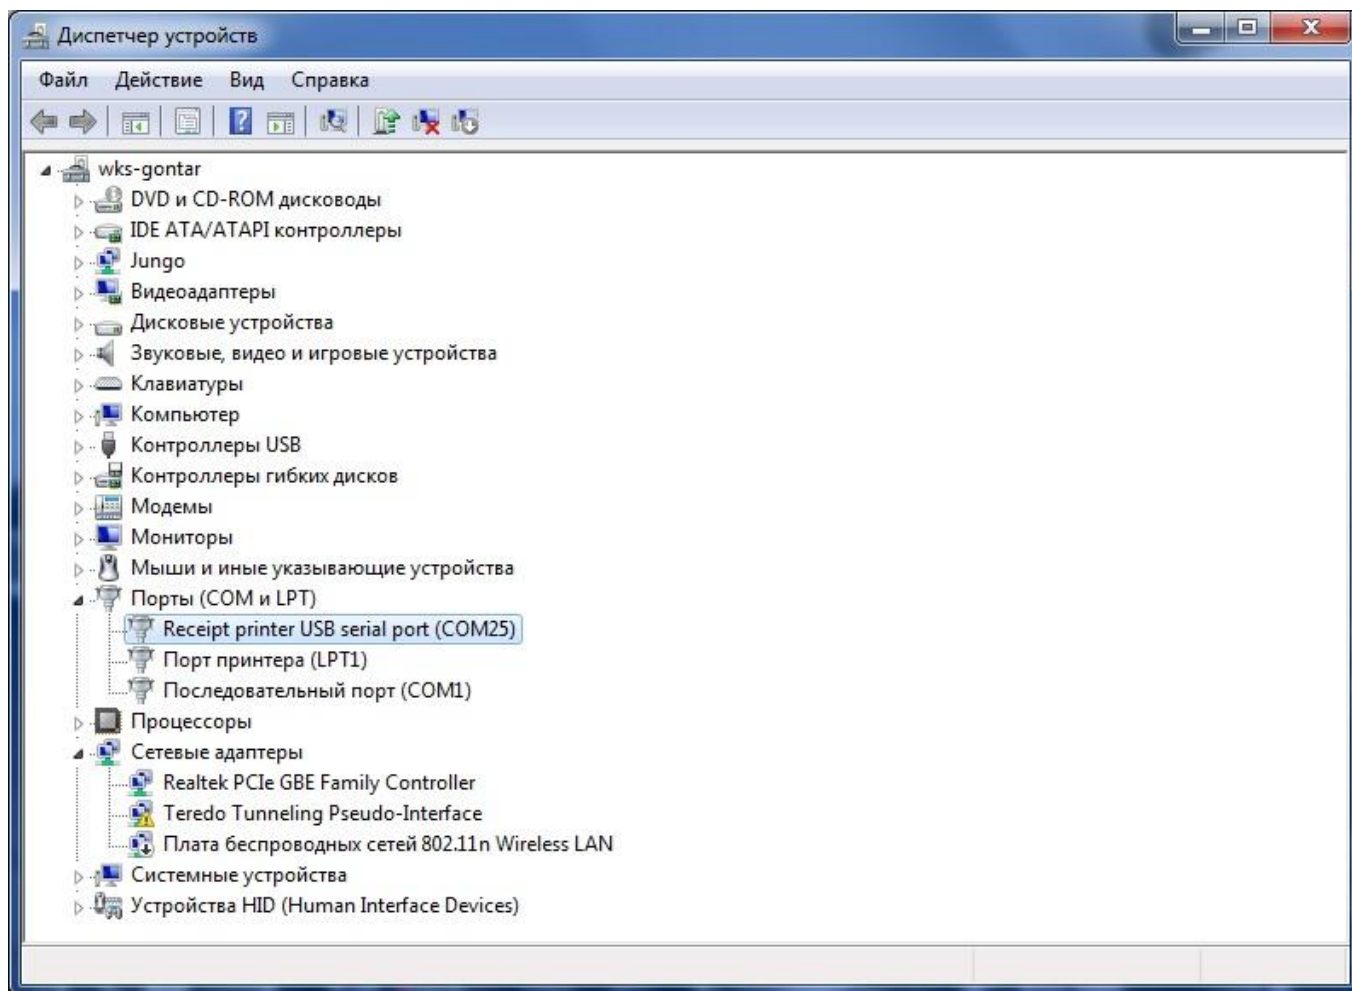 Диспетчер устройств
Файл Действие Вид Справка
wks-gontar
DVD и CD-ROM дисководы
IDE ATA/ATAPI контроллеры
Jungo
Видеоадаптеры
Дисковые устройства
Звуковые, видео и игровые устройства
Клавиатуры
Компьютер
Контроллеры USB
Контроллеры гибких дисков
Модемы
Мониторы
Мыши и иные указывающие устройства
Порты (COM и LPT)
Receipt printer USB serial port (COM25)
Порт принтера (LPT1)
Последовательный порт (COM1)
Процессоры
Сетевые адаптеры
Realtek PCIe GBE Family Controller
Teredo Tunneling Pseudo-Interface
Плата беспроводных сетей 802.11n Wireless LAN
Системные устройства
Устройства HID (Human Interface Devices)